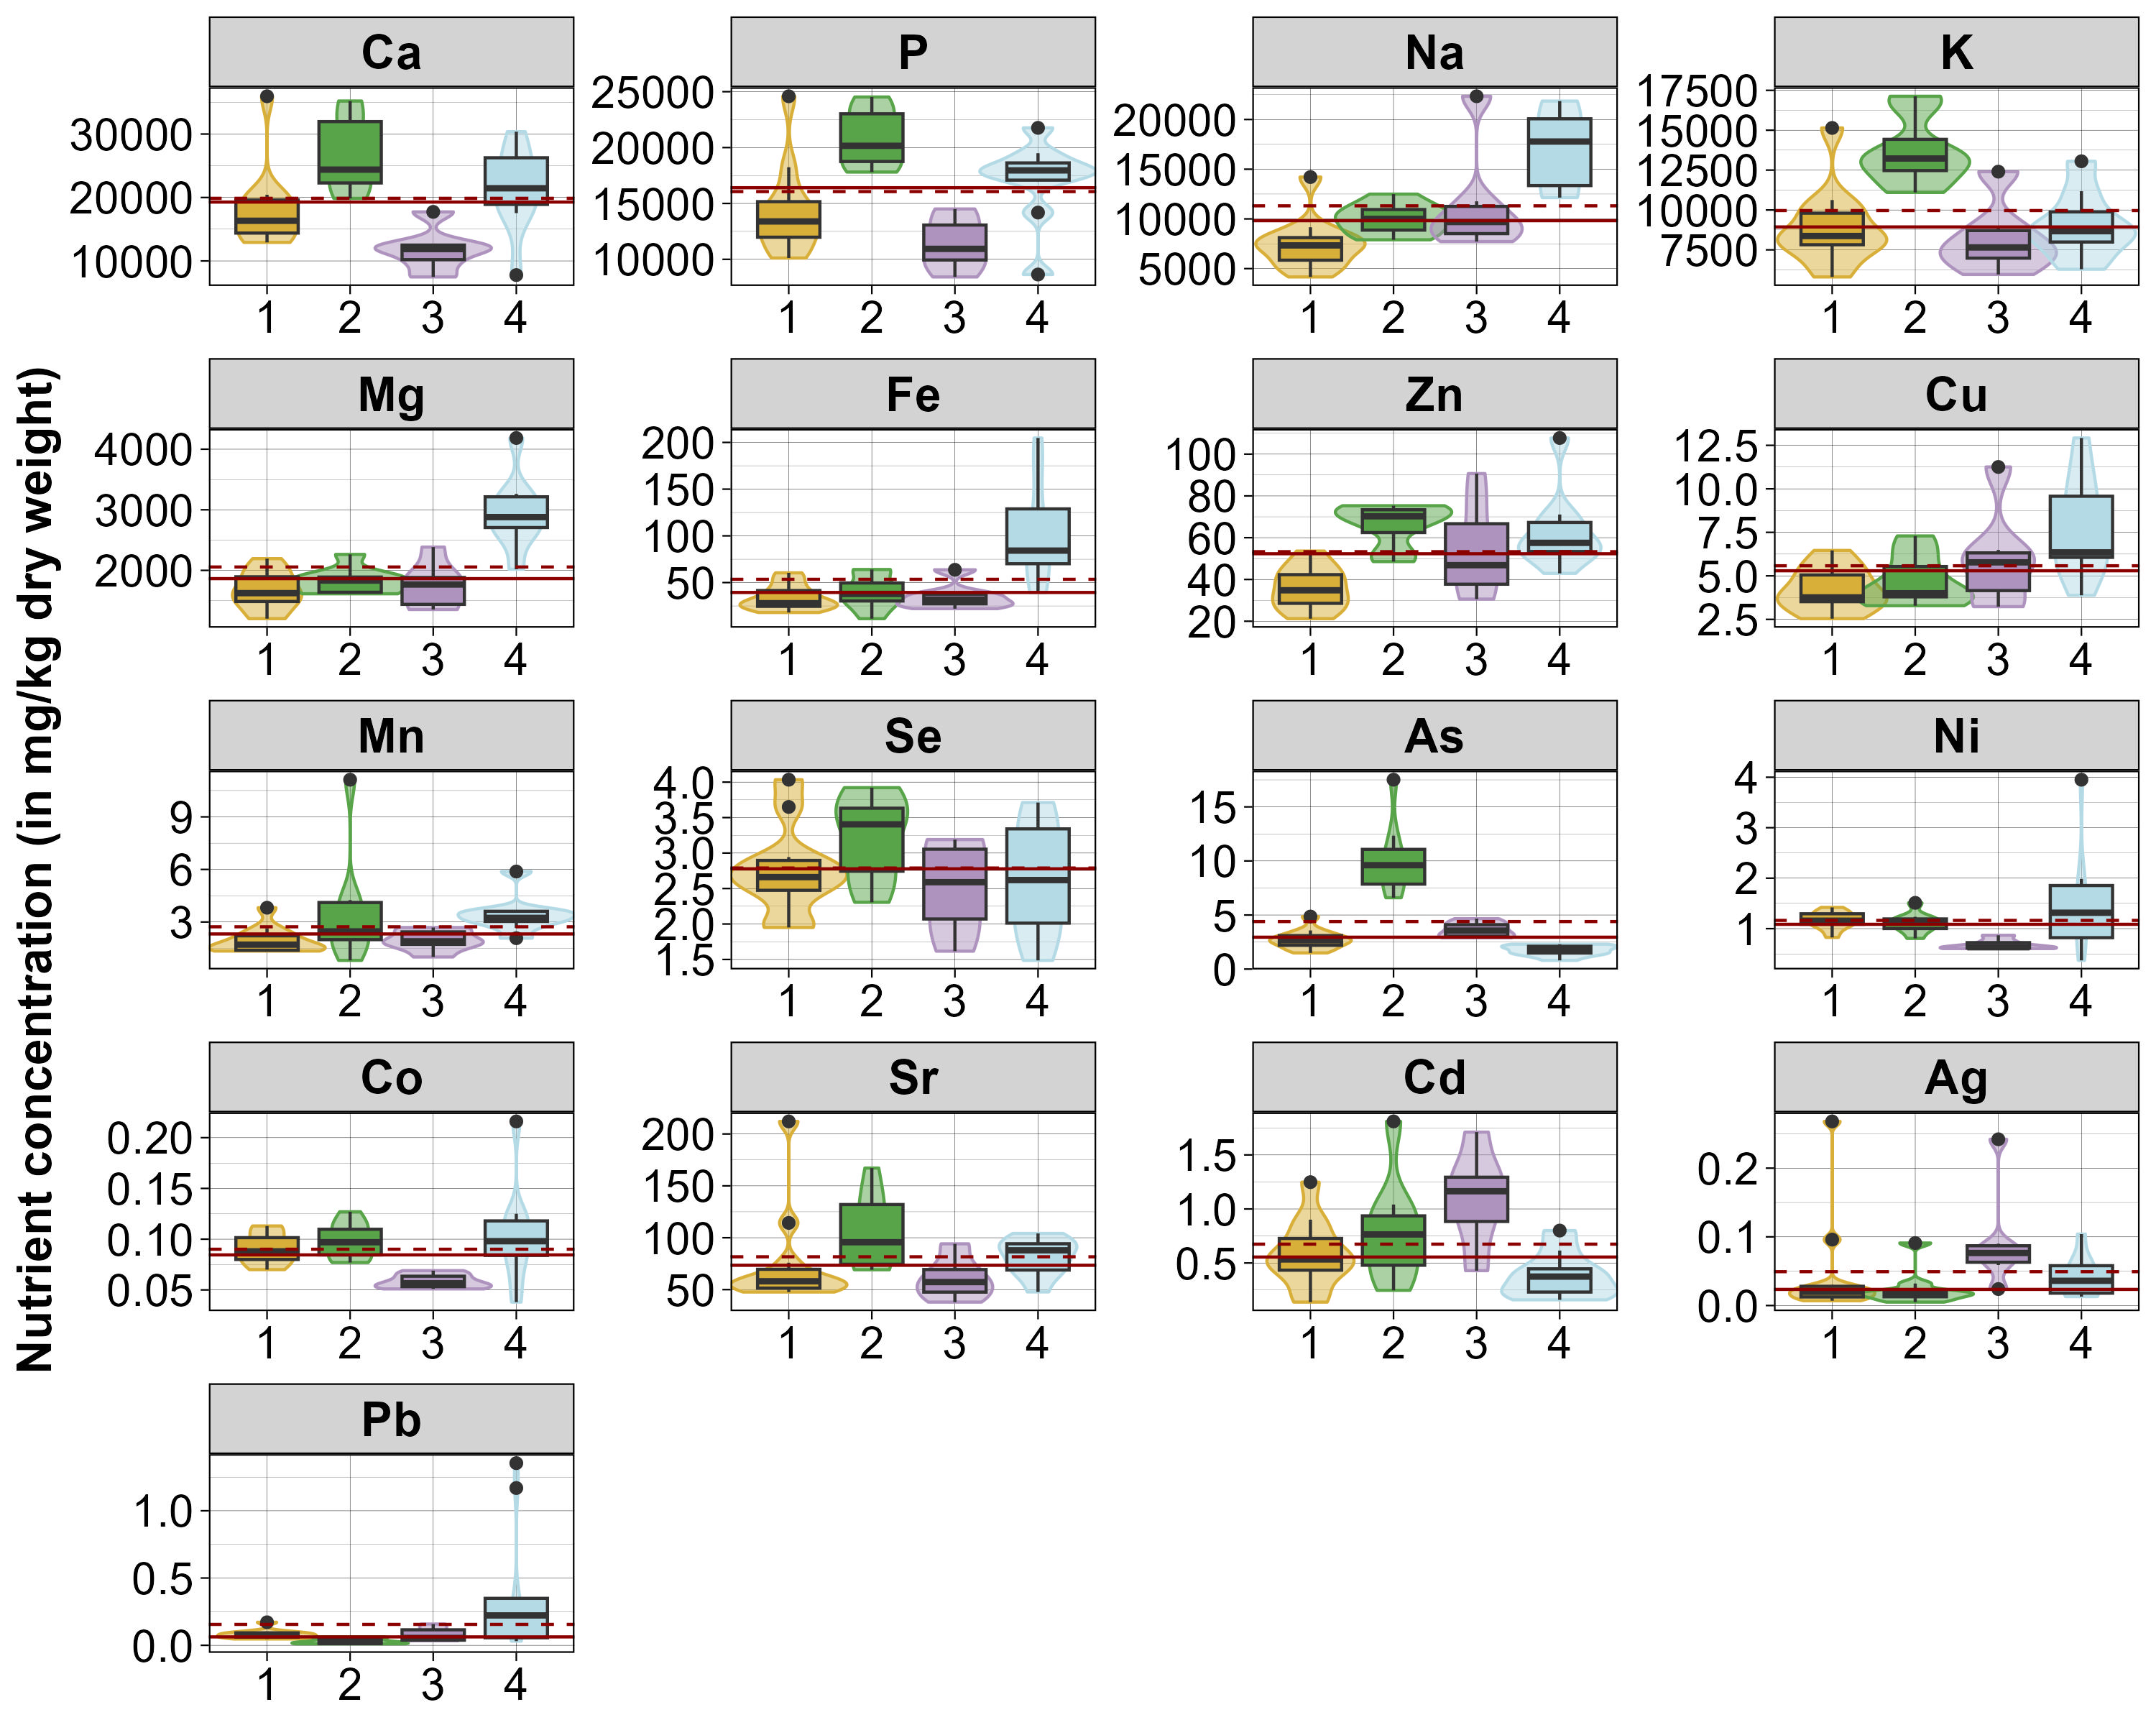 Ca
P
Na
K
30000
20000
10000
25000
20000
15000
10000
20000
15000
10000
5000
17500
15000
12500
10000
7500
1 2 3 4
1 2 3 4
1 2 3 4
1 2 3 4
Mg
Fe
Zn
Cu
4000
3000
2000
200
150
100
50
100
80
60
40
20
12.5
10.0
7.5
5.0
2.5
1 2 3 4
1 2 3 4
1 2 3 4
1 2 3 4
Nutrient concentration (in mg/kg dry weight)
Mn
Se
As
Ni
9
6
3
4.0
3.5
3.0
2.5
2.0
1.5
15
10
5
0
4
3
2
1
1 2 3 4
1 2 3 4
1 2 3 4
1 2 3 4
Co
Sr
Cd
Ag
0.20
0.15
0.10
0.05
200
150
100
50
1.5
1.0
0.5
0.2
0.1
0.0
1 2 3 4
1 2 3 4
1 2 3 4
1 2 3 4
Pb
1.0
0.5
0.0
1 2 3 4